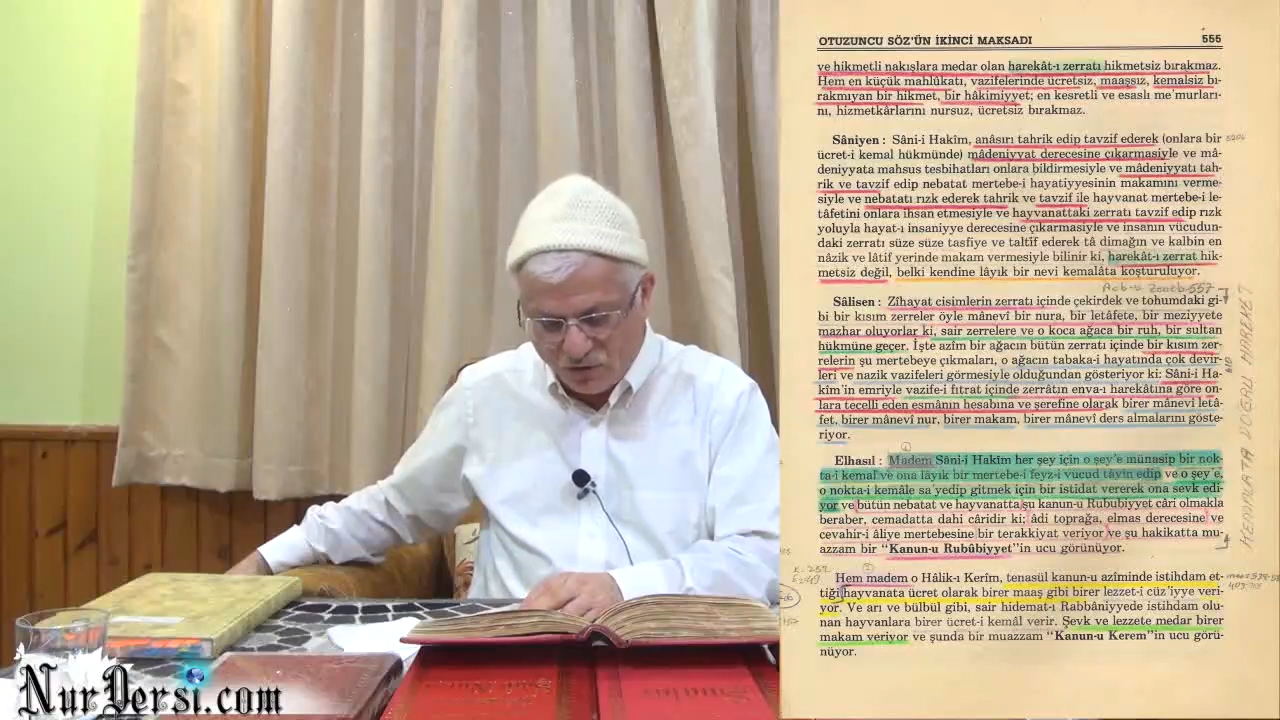 OTUZUNCU SÖZ'ÜN İKİNCİ MAKSADI 555
ve hikmetli nakışlara medar olan harekât-ı zerratı hikmetsiz bırakmaz.
Hem en küçük mahlûkatı, vazifelerinde ücretsiz, maaşsız, kemalsiz bı-
rakmıyan bir hikmet, bir hâkimiyyet; en kesretli ve esaslı me'murları-
nı, hizmetkârlarını nursuz, ücretsiz bırakmaz.
Sâniyen : Sâni-i Hakîm, anâsırı tahrik edip tavzif ederek (onlara bir
ücret-i kemal hükmünde) mâdeniyyat derecesine çıkarmasiyle ve mâ-
deniyyata mahsus tesbihatları onlara bildirmesiyle ve mâdeniyyatı tah-
rik ve tavzif edip nebatat mertebe-i hayatiyyesinin makamını verme-
siyle ve nebatatı rızk ederek tahrik ve tavzif ile hayvanat mertebe-i le-
tâfetini onlara ihsan etmesiyle ve hayvanattaki zerratı tavzif edip rızk
yoluyla hayat-ı insaniyye derecesine çıkarmasiyle ve insanın vücudun-
daki zerratı süze süze tasfiye ve taltîf ederek tâ dimağın ve kalbin en
nâzik ve lâtif yerinde makam vermesiyle bilinir ki, harekât-ı zerrat hik-
metsiz değil, belki kendine lâyık bir nevi kemalâta koşturuluyor.
Sâlisen : Zîhayat cisimlerin zerratı içinde çekirdek ve tohumdaki gi-
bi bir kısım zerreler öyle mânevî bir nura, bir letâfete, bir meziyyete
mazhar oluyorlar ki, sair zerrelere ve o koca ağaca bir ruh, bir sultan
hükmüne geçer. İşte azîm bir ağacın bütün zerratı içinde bir kısım zer-
relerin şu mertebeye çıkmaları, o ağacın tabaka-i hayatında çok devir-
leri ve nazik vazifeleri görmesiyle olduğundan gösteriyor ki: Sâni-i Ha-
kîm'in emriyle vazife-i fıtrat içinde zerrâtın enva-ı harekâtına göre on-
lara tecelli eden esmânın hesabına ve şerefine olarak birer mânevî letâ-
fet, birer mânevî nur, birer makam, birer mânevî ders almalarını göste-
riyor.
Elhasıl : Madem Sâni-i Hakîm her şey için o şey'e münasip bir nok-
ta-i kemal ve ona lâyık bir mertebe-i feyz-i vücud tâyin edip ve o şey'e,
o nokta-i kemâle sa'yedip gitmek için bir istidat vererek ona sevk edi-
yor ve bütün nebatat ve hayvanatta şu kanun-u Rububiyyet câri olmakla
beraber, cemadatta dahi câridir ki; âdi toprağa, elmas derecesine ve
cevahir-i âliye mertebesine bir terakkiyat veriyor ve şu hakikatta mu-
azzam bir "Kanun-u Rubûbiyyet"in ucu görünüyor.
Hem madem o Hâlik-ı Kerîm, tenasül kanun-u azîminde istihdam et-
tiği hayvanata ücret olarak birer maaş gibi birer lezzet-i cüz'iyye veri-
yor. Ve arı ve bülbül gibi, sair hidemat-ı Rabbâniyyede istihdam olu-
nan hayvanlara birer ücret-i kemâl verir. Şevk ve lezzete medar birer
makam veriyor ve şunda bir muazzam "Kanun-u Kerem"in ucu görü-
nüyor.
NurDersi.com